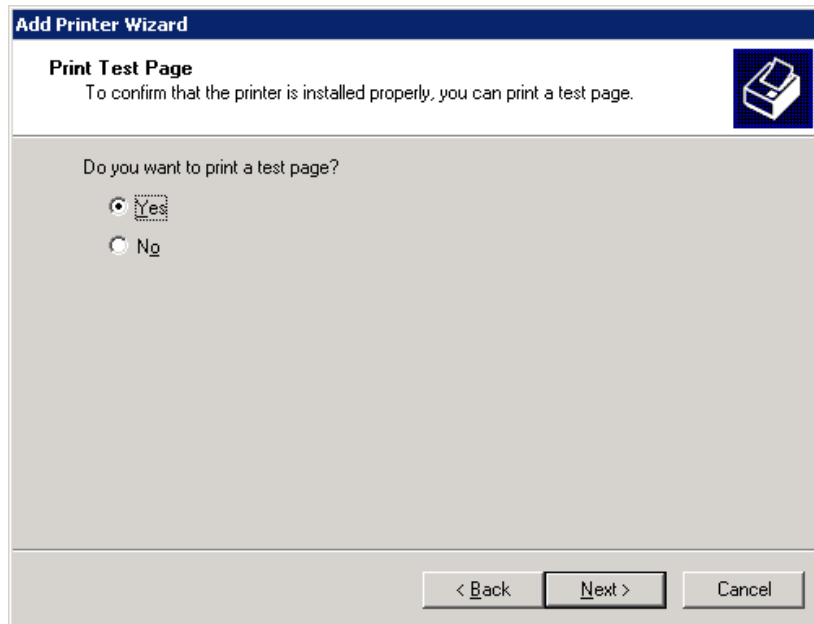 Add Printer Wizard
Print Test Page
To confirm that the printer is installed properly, you can print a test page.
Do you want to print a test page?
Yes
No
< Back Next > Cancel